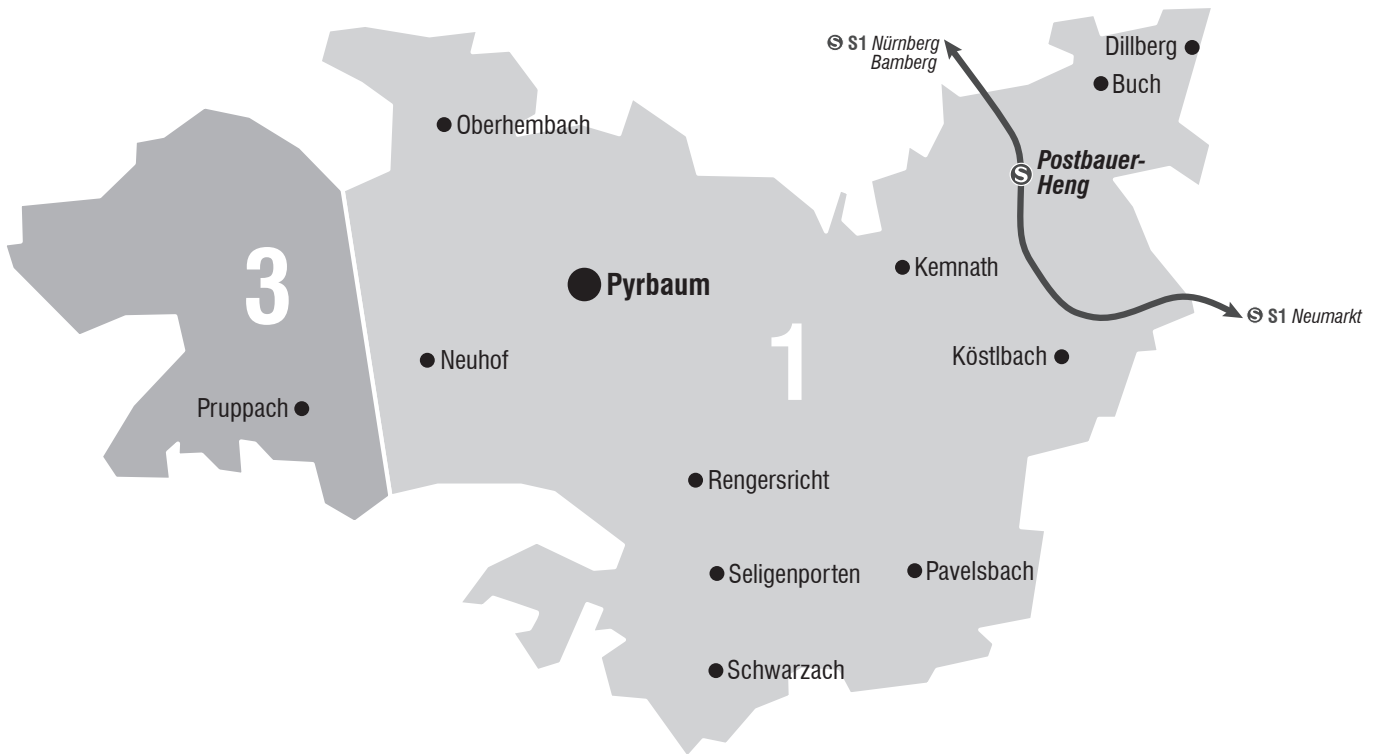 S S1 Nürnberg
Bamberg
Dillberg
Buch
Oberhembach
S
Postbauer-
Heng
3
Pyrbaum
Kemnath
S S1 Neumarkt
1
Neuhof
Köstlbach
Pruppach
Rengersricht
Seligenporten
Pavelsbach
Schwarzach